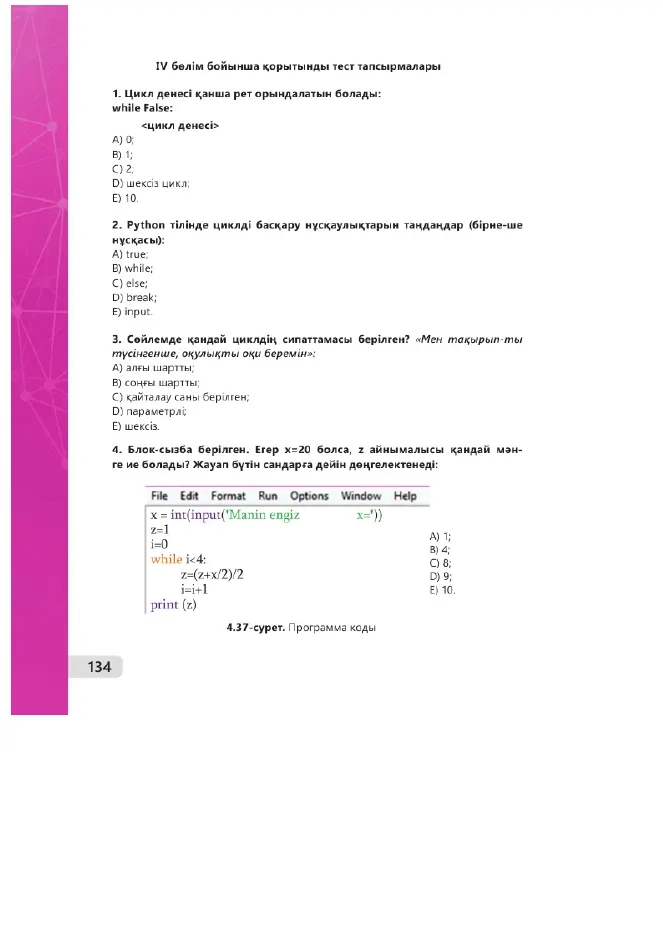 IV бөлім бойынша қорытынды тест тапсырмалары
1. Цикл денесі қанша рет орындалатын болады:
while False:
<цикл денесі>
A) 0;
B) 1;
C) 2;
D) шексіз цикл;
E) 10.
2. Python тілінде циклді басқару нұсқаулықтарын таңдаңдар (бірне-ше
нұсқасы):
A) true;
B) while;
C) else;
D) break;
E) input.
3. Сөйлемде қандай циклдің сипаттамасы берілген? «Мен тақырып-ты
түсінгенше, оқулықты оқи беремін»:
A) алғы шартты;
B) соңғы шартты;
C) қайталау саны берілген;
D) параметрлі;
E) шексіз.
4. Блок-сызба берілген. Егер x=20 болса, z айнымалысы қандай мән-
ге ие болады? Жауап бүтін сандарға дейін дөңгелектенеді:
File Edit Format Run Options Window Help
x = int(input("Manin engiz x="))
z=1
i=0
while i<4:
z=(z+x/2)/2
i=i+1
print (z)
A) 1;
B) 4;
C) 8;
D) 9;
E) 10.
4.37-сурет. Программа коды
134